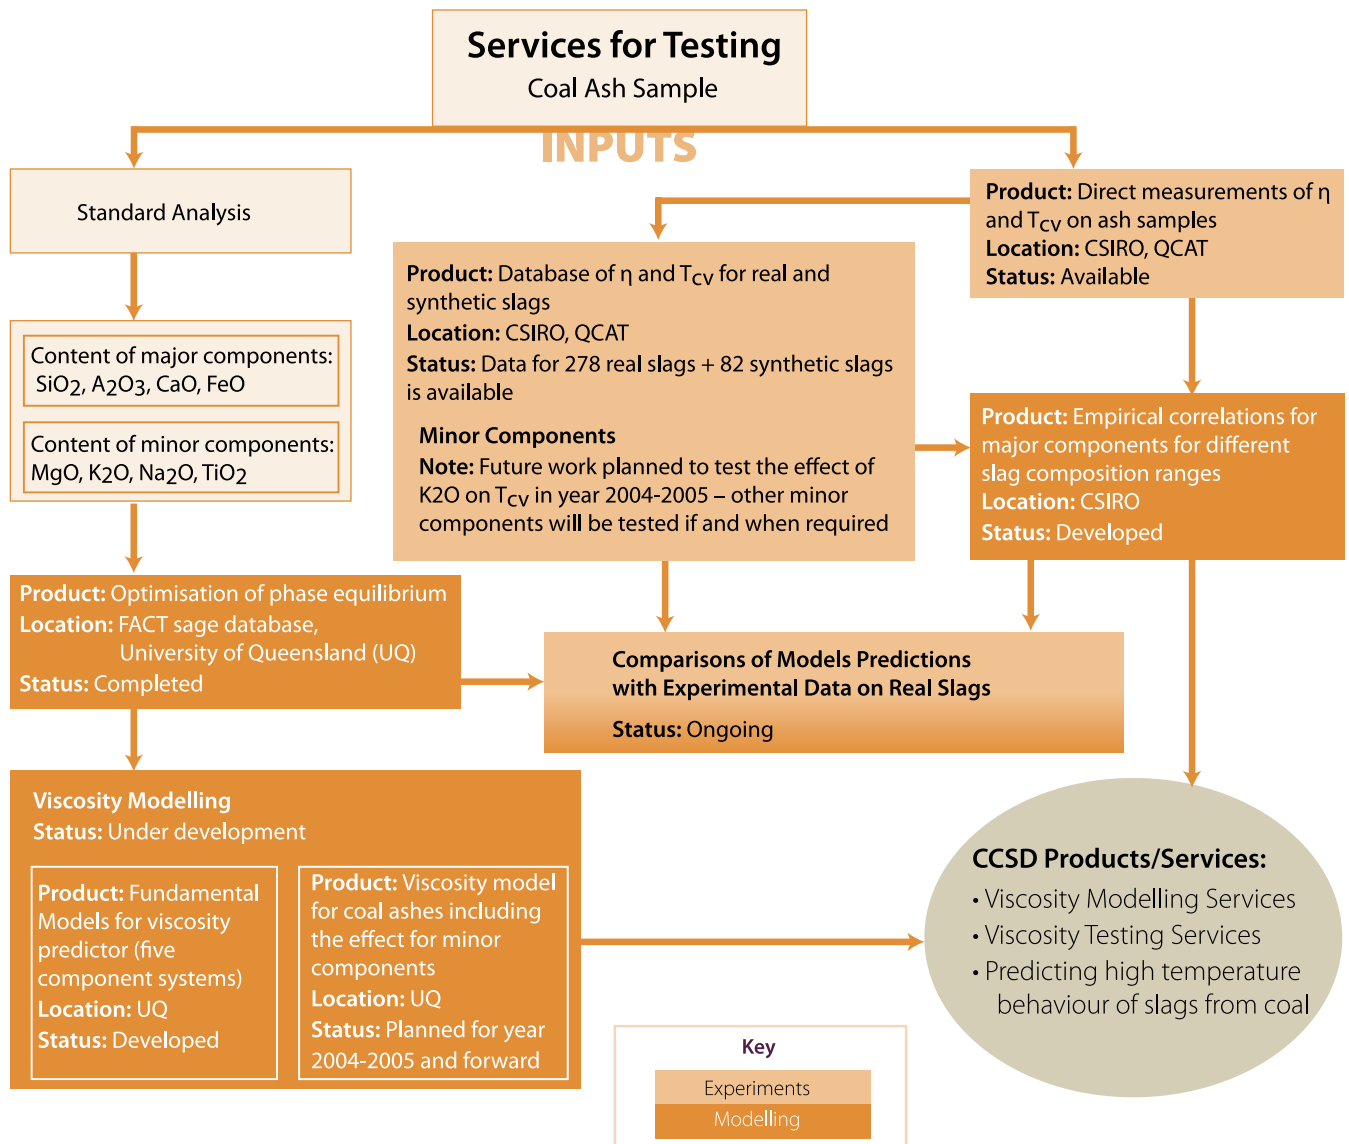 Services for Testing
Coal Ash Sample
INPUTS
Standard Analysis
Content of major components:
SiO2, A2O3, CaO, FeO
Content of minor components:
MgO, K2O, Na2O, TiO2
Product: Direct measurements of η
and TCV on ash samples
Location: CSIRO, QCAT
Status: Available
Product: Database of η and TCV for real and
synthetic slags
Location: CSIRO, QCAT
Status: Data for 278 real slags + 82 synthetic slags
is available
Minor Components
Note: Future work planned to test the effect of
K2O on TCV in year 2004-2005 – other minor
components will be tested if and when required
Product: Empirical correlations for
major components for different
slag composition ranges
Location: CSIRO
Status: Developed
Product: Optimisation of phase equilibrium
Location: FACT sage database,
University of Queensland (UQ)
Status: Completed
Comparisons of Models Predictions
with Experimental Data on Real Slags
Status: Ongoing
Viscosity Modelling
Status: Under development
Product: Fundamental
Models for viscosity
predictor (five
component systems)
Location: UQ
Status: Developed
Product: Viscosity model
for coal ashes including
the effect for minor
components
Location: UQ
Status: Planned for year
2004-2005 and forward
CCSD Products/Services:
• Viscosity Modelling Services
• Viscosity Testing Services
• Predicting high temperature
behaviour of slags from coal
Key
Experiments
Modelling